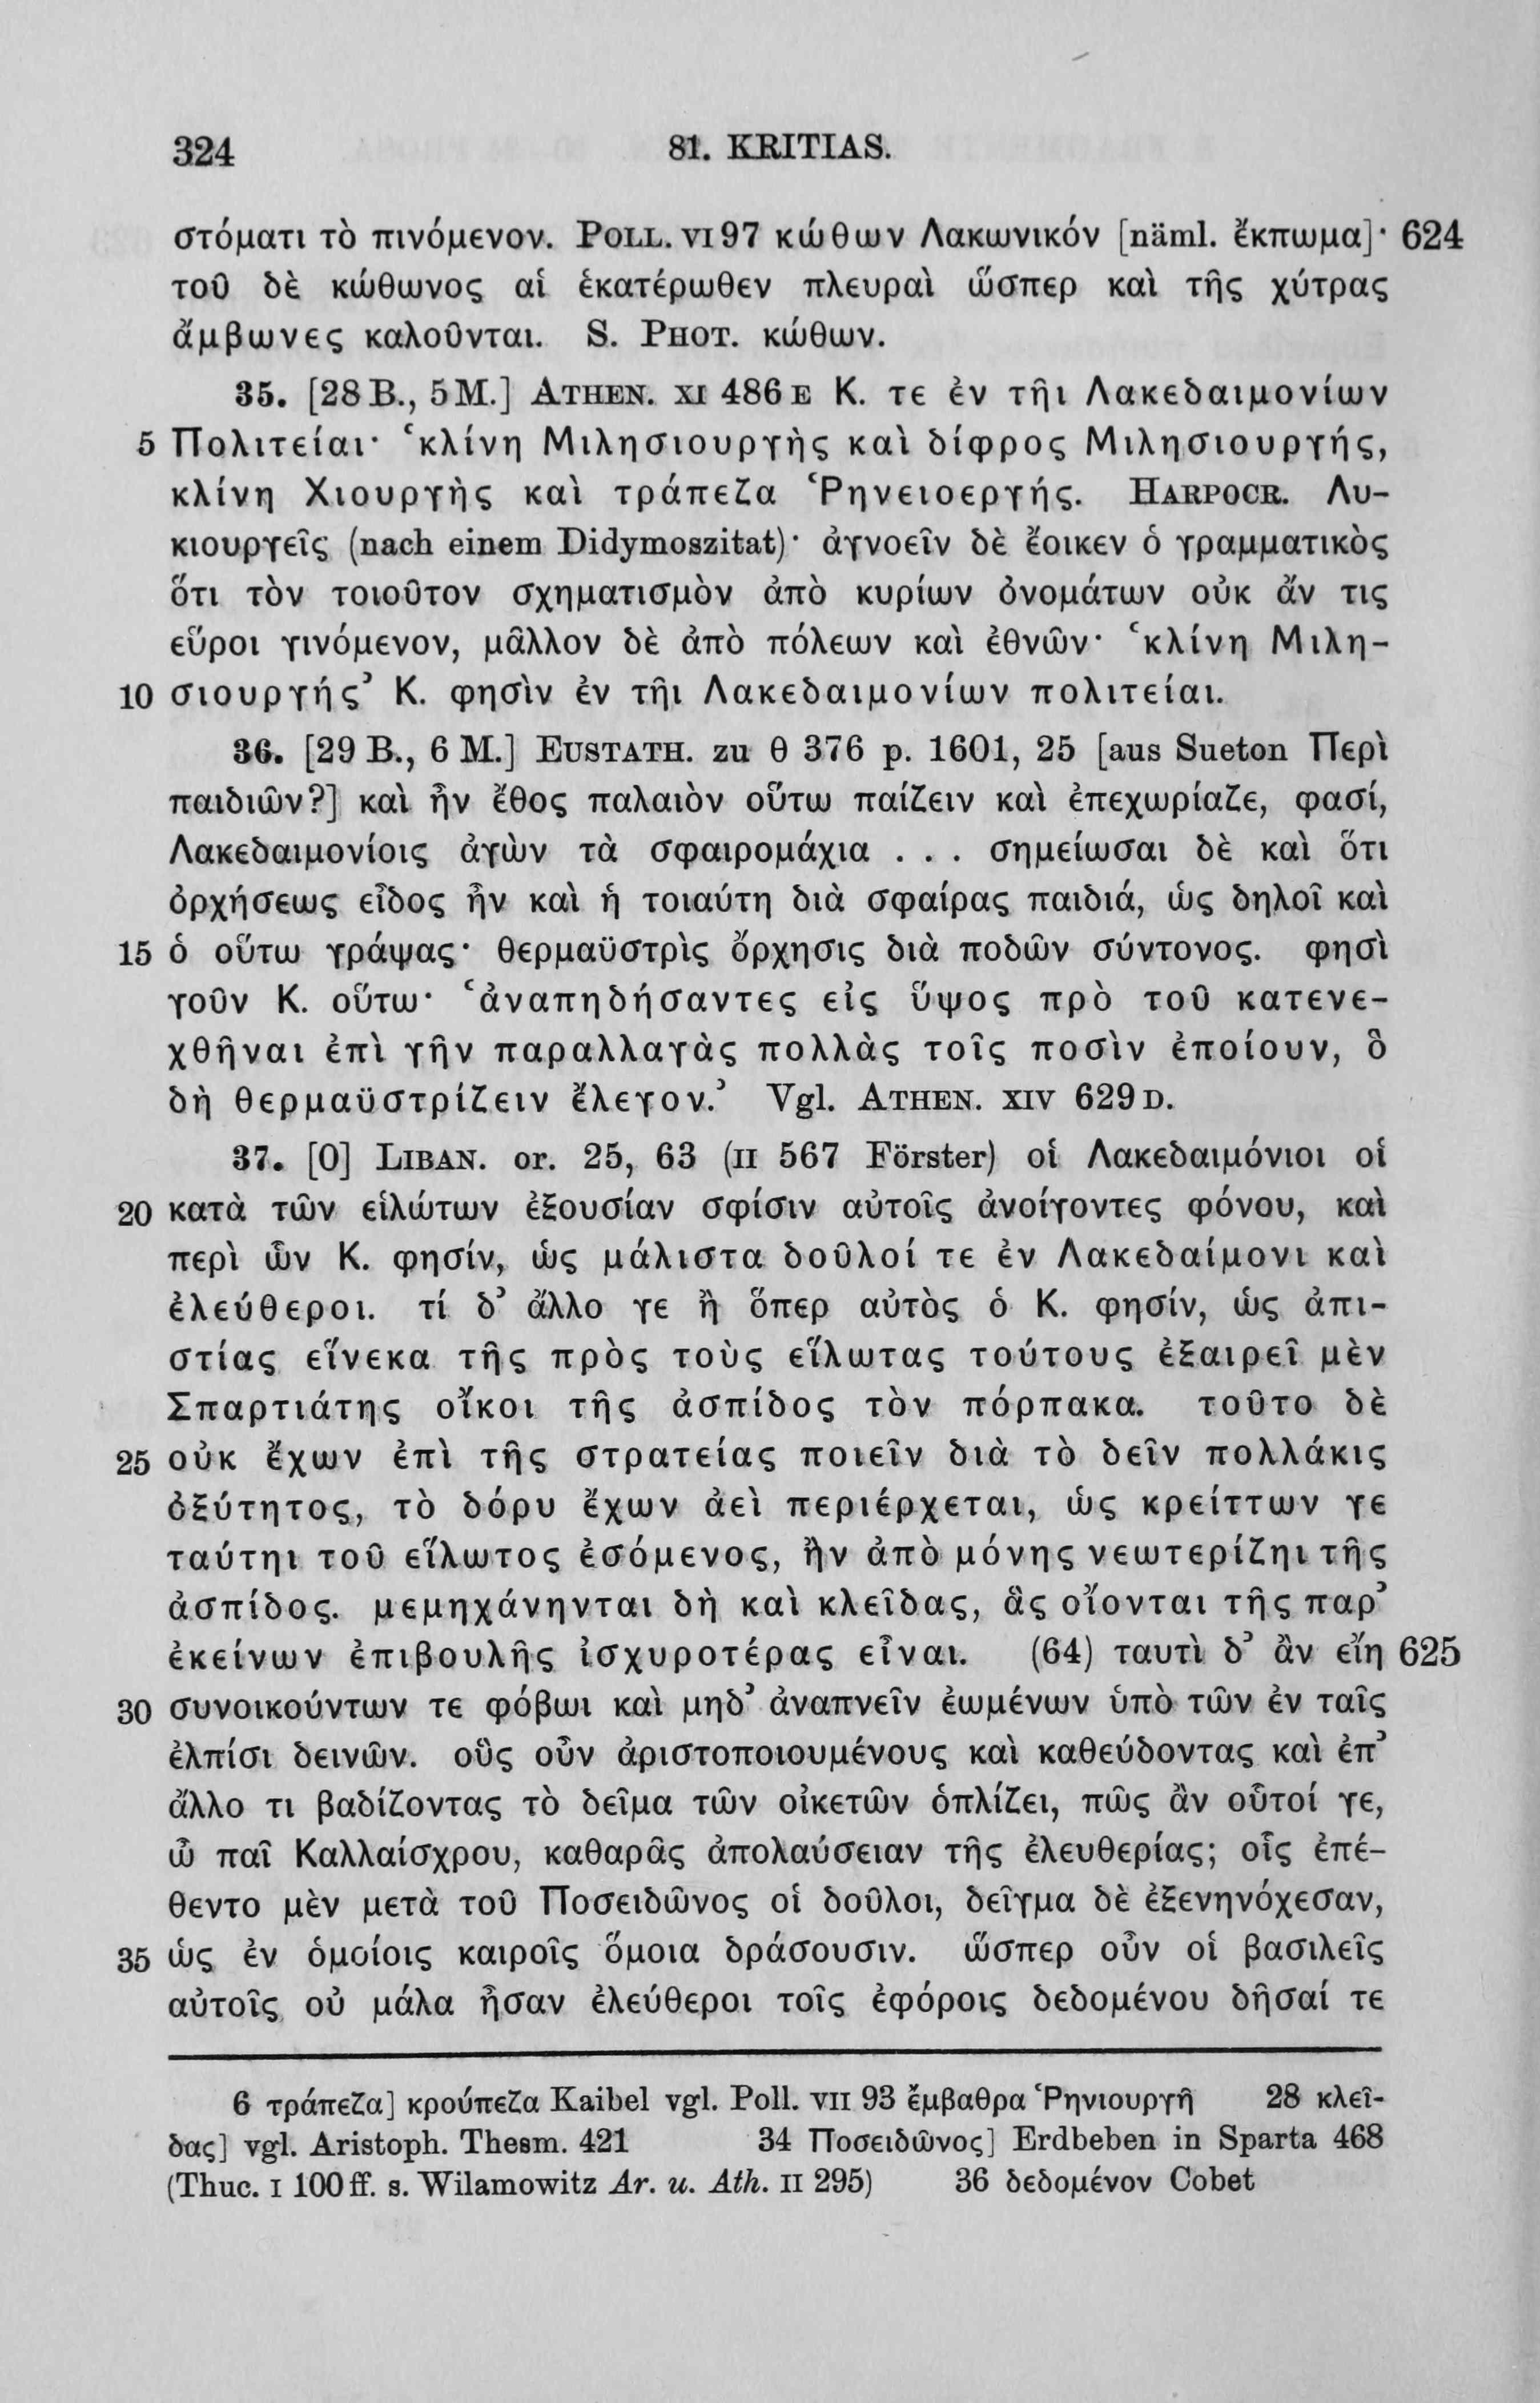 324 81. KRITIAS.
στόματι τὸ πινόμενον. POLL. VI 97 κώθων Λακωνικόν [näml. ἔκπωμα]· 624
τοῦ δὲ κώθωνος αἱ ἑκατέρωθεν πλευραὶ ὥσπερ καὶ τῆς χύτρας
ἄμβωνες καλοῦνται. S. PHOT. κώθων.
35. [28 B., 5 M.] ATHEN. XI 486 E K. τε ἐν τῆι Λακεδαιμονίων
5 Πολιτείαι· ‘κλίνη Μιλησιουργὴς καὶ δίφρος Μιλησιουργής,
κλίνη Χιουργὴς καὶ τράπεζα Ῥηνειοεργής. HARPOCR. Λυ-
κιουργεῖς (nach einem Didymoszitat)· ἀγνοεῖν δὲ ἔοικεν ὁ γραμματικὸς
ὅτι τὸν τοιοῦτον σχηματισμὸν ἀπὸ κυρίων ὀνομάτων οὐκ ἄν τις
εὕροι γινόμενον, μᾶλλον δὲ ἀπὸ πόλεων καὶ ἐθνῶν· ‘κλίνη Μιλη-
10 σιουργής’ K. φησὶν ἐν τῆι Λακεδαιμονίων πολιτείαι.
36. [29 B., 6 M.] EUSTATH. zu θ 376 p. 1601, 25 [aus Sueton Περὶ
παιδιῶν?] καὶ ἦν ἔθος παλαιὸν οὕτω παίζειν καὶ ἐπεχωρίαζε, φασί,
Λακεδαιμονίοις ἀγὼν τὰ σφαιρομάχια . . . σημείωσαι δὲ καὶ ὅτι
ὀρχήσεως εἶδος ἦν καὶ ἡ τοιαύτη διὰ σφαίρας παιδιά, ὡς δηλοῖ καὶ
15 ὁ οὕτω γράψας· θερμαϋστρὶς ὄρχησις διὰ ποδῶν σύντονος. φησὶ
γοῦν K. οὕτω· ‘ἀναπηδήσαντες εἰς ὕψος πρὸ τοῦ κατενε-
χθῆναι ἐπὶ γῆν παραλλαγὰς πολλὰς τοῖς ποσὶν ἐποίουν, ὃ
δὴ θερμαϋστρίζειν ἔλεγον.’ Vgl. ATHEN. XIV 629 D.
37. [0] LIBAN. or. 25, 63 (II 567 Förster) οἱ Λακεδαιμόνιοι οἱ
20 κατὰ τῶν εἱλώτων ἐξουσίαν σφίσιν αὐτοῖς ἀνοίγοντες φόνου, καὶ
περὶ ὧν K. φησίν, ὡς μάλιστα δοῦλοί τε ἐν Λακεδαίμονι καὶ
ἐλεύθεροι. τί δ’ ἄλλο γε ἢ ὅπερ αὐτὸς ὁ K. φησίν, ὡς ἀπι-
στίας εἵνεκα τῆς πρὸς τοὺς εἵλωτας τούτους ἐξαιρεῖ μὲν
Σπαρτιάτης οἴκοι τῆς ἀσπίδος τὸν πόρπακα. τοῦτο δὲ
25 οὐκ ἔχων ἐπὶ τῆς στρατείας ποιεῖν διὰ τὸ δεῖν πολλάκις
ὀξύτητος, τὸ δόρυ ἔχων ἀεὶ περιέρχεται, ὡς κρείττων γε
ταύτηι τοῦ εἵλωτος ἐσόμενος, ἢν ἀπὸ μόνης νεωτερίζηι τῆς
ἀσπίδος. μεμηχάνηνται δὴ καὶ κλεῖδας, ἃς οἴονται τῆς παρ’
ἐκείνων ἐπιβουλῆς ἰσχυροτέρας εἶναι. (64) ταυτὶ δ’ ἂν εἴη 625
30 συνοικούντων τε φόβωι καὶ μηδ’ ἀναπνεῖν ἐωμένων ὑπὸ τῶν ἐν ταῖς
ἐλπίσι δεινῶν. οὓς οὖν ἀριστοποιουμένους καὶ καθεύδοντας καὶ ἐπ’
ἄλλο τι βαδίζοντας τὸ δεῖμα τῶν οἰκετῶν ὁπλίζει, πῶς ἂν οὗτοί γε,
ὦ παῖ Καλλαίσχρου, καθαρᾶς ἀπολαύσειαν τῆς ἐλευθερίας; οἷς ἐπέ-
θεντο μὲν μετὰ τοῦ Ποσειδῶνος οἱ δοῦλοι, δεῖγμα δὲ ἐξενηνόχεσαν,
35 ὡς ἐν ὁμοίοις καιροῖς ὅμοια δράσουσιν. ὥσπερ οὖν οἱ βασιλεῖς
αὐτοῖς οὐ μάλα ἦσαν ἐλεύθεροι τοῖς ἐφόροις δεδομένου δῆσαί τε
6 τράπεζα] κρούπεζα Kaibel vgl. Poll. VII 93 ἔμβαθρα Ῥηνιουργῆ 28 κλεῖ-
δας] vgl. Aristoph. Thesm. 421 34 Ποσειδῶνος] Erdbeben in Sparta 468
(Thuc. I 100 ff. s. Wilamowitz Ar. u. Ath. II 295) 36 δεδομένον Cobet